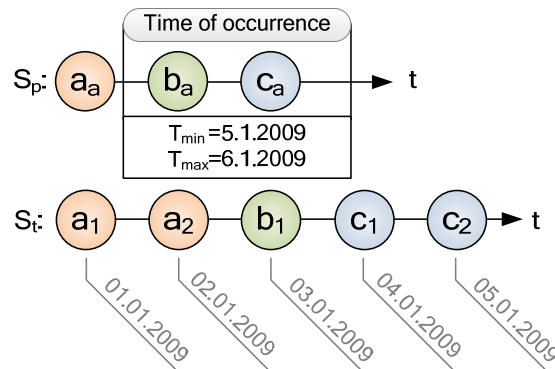 Time of occurrence
Sp: aa ba ca t
Tmin=5.1.2009
Tmax=6.1.2009
St: a1 a2 b1 c1 c2 t
01.01.2009
02.01.2009
03.01.2009
04.01.2009
05.01.2009